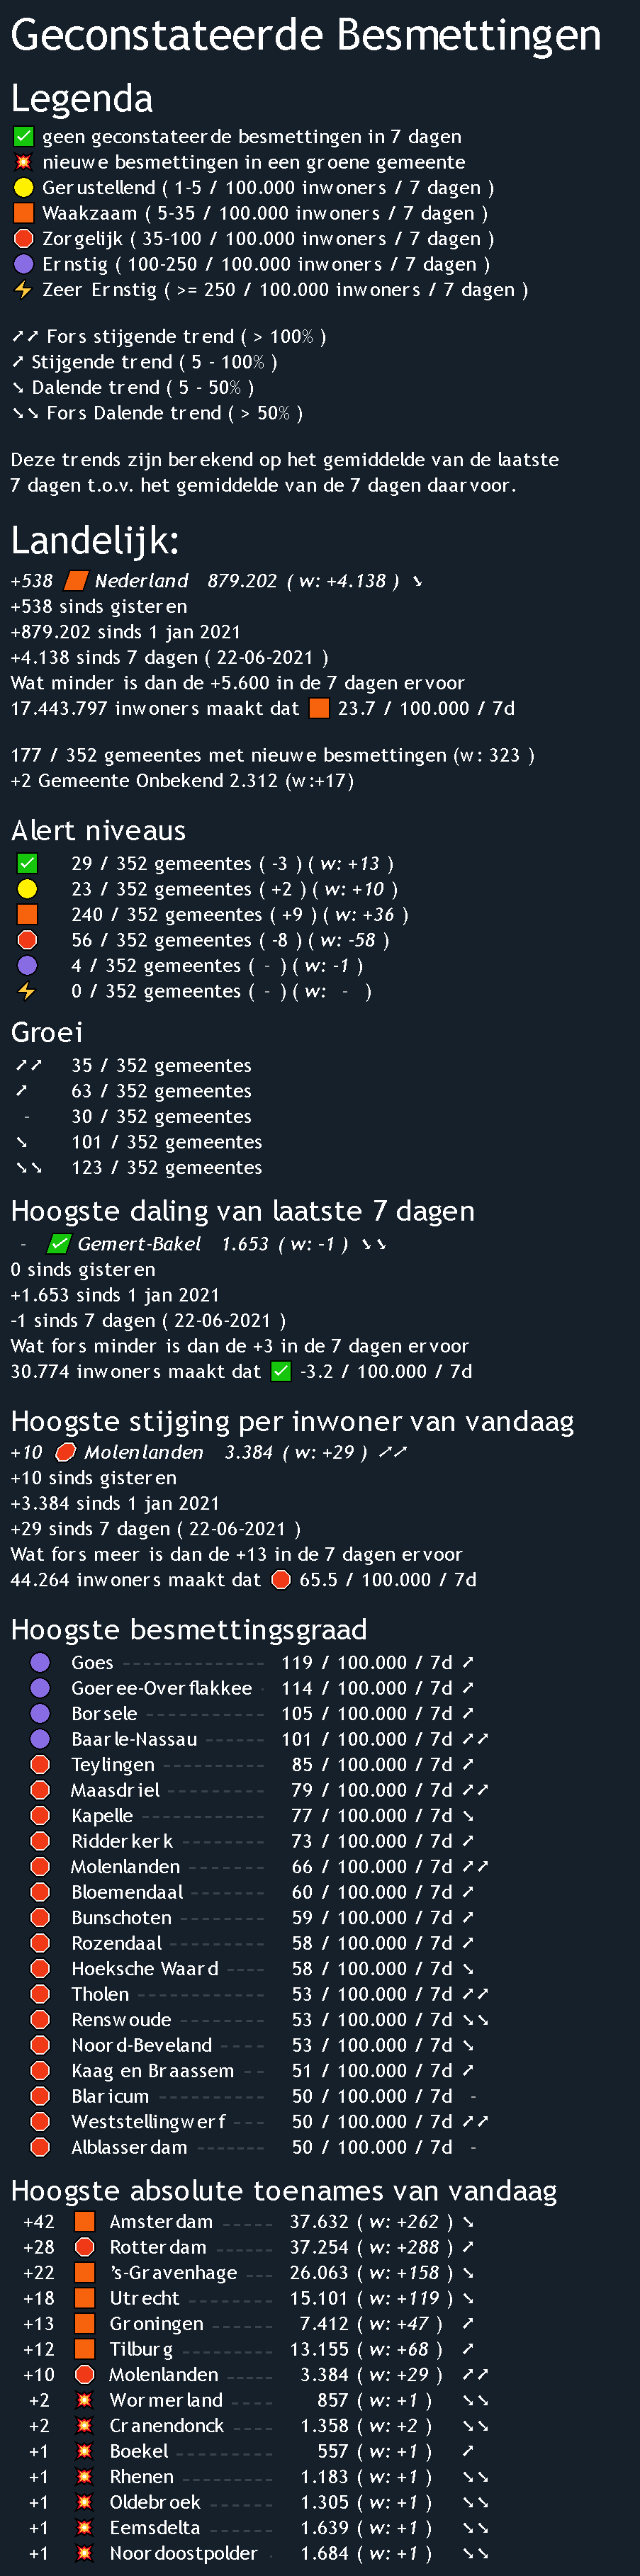 Geconstateerde Besmettingen
Legenda
✅ geen geconstateerde besmettingen in 7 dagen
💥 nieuwe besmettingen in een groene gemeente
🟡 Gerustellend ( 1-5 / 100.000 inwoners / 7 dagen )
🟧 Waakzaam ( 5-35 / 100.000 inwoners / 7 dagen )
🛑 Zorgelijk ( 35-100 / 100.000 inwoners / 7 dagen )
🟣 Ernstig ( 100-250 / 100.000 inwoners / 7 dagen )
⚡ Zeer Ernstig ( >= 250 / 100.000 inwoners / 7 dagen )
➚➚ Fors stijgende trend ( > 100% )
➚ Stijgende trend ( 5 - 100% )
➘ Dalende trend ( 5 - 50% )
➘➘ Fors Dalende trend ( > 50% )
Deze trends zijn berekend op het gemiddelde van de laatste
7 dagen t.o.v. het gemiddelde van de 7 dagen daarvoor.
Landelijk:
+538 🟧 Nederland 879.202 ( w: +4.138 ) ➘
+538 sinds gisteren
+879.202 sinds 1 jan 2021
+4.138 sinds 7 dagen ( 22-06-2021 )
Wat minder is dan de +5.600 in de 7 dagen ervoor
17.443.797 inwoners maakt dat 🟧 23.7 / 100.000 / 7d
177 / 352 gemeentes met nieuwe besmettingen (w: 323 )
+2 Gemeente Onbekend 2.312 (w:+17)
Alert niveaus
✅ 29 / 352 gemeentes ( -3 ) ( w: +13 )
🟡 23 / 352 gemeentes ( +2 ) ( w: +10 )
🟧 240 / 352 gemeentes ( +9 ) ( w: +36 )
🛑 56 / 352 gemeentes ( -8 ) ( w: -58 )
🟣 4 / 352 gemeentes ( - ) ( w: -1 )
⚡ 0 / 352 gemeentes ( - ) ( w: - )
Groei
➚➚ 35 / 352 gemeentes
➚ 63 / 352 gemeentes
- 30 / 352 gemeentes
➘ 101 / 352 gemeentes
➘➘ 123 / 352 gemeentes
Hoogste daling van laatste 7 dagen
- ✅ Gemert-Bakel 1.653 ( w: -1 ) ➘➘
0 sinds gisteren
+1.653 sinds 1 jan 2021
-1 sinds 7 dagen ( 22-06-2021 )
Wat fors minder is dan de +3 in de 7 dagen ervoor
30.774 inwoners maakt dat ✅ -3.2 / 100.000 / 7d
Hoogste stijging per inwoner van vandaag
+10 🛑 Molenlanden 3.384 ( w: +29 ) ➚➚
+10 sinds gisteren
+3.384 sinds 1 jan 2021
+29 sinds 7 dagen ( 22-06-2021 )
Wat fors meer is dan de +13 in de 7 dagen ervoor
44.264 inwoners maakt dat 🛑 65.5 / 100.000 / 7d
Hoogste besmettingsgraad
🟣 Goes 119 / 100.000 / 7d ➚
🟣 Goeree-Overflakkee 114 / 100.000 / 7d ➚
🟣 Borsele 105 / 100.000 / 7d ➚
🟣 Baarle-Nassau 101 / 100.000 / 7d ➚➚
🛑 Teylingen 85 / 100.000 / 7d ➚
🛑 Maasdriel 79 / 100.000 / 7d ➚➚
🛑 Kapelle 77 / 100.000 / 7d ➘
🛑 Ridderkerk 73 / 100.000 / 7d ➚
🛑 Molenlanden 66 / 100.000 / 7d ➚➚
🛑 Bloemendaal 60 / 100.000 / 7d ➚
🛑 Bunschoten 59 / 100.000 / 7d ➚
🛑 Rozendaal 58 / 100.000 / 7d ➚
🛑 Hoeksche Waard 58 / 100.000 / 7d ➘
🛑 Tholen 53 / 100.000 / 7d ➚➚
🛑 Renswoude 53 / 100.000 / 7d ➘➘
🛑 Noord-Beveland 53 / 100.000 / 7d ➘
🛑 Kaag en Braassem 51 / 100.000 / 7d ➚
🛑 Blaricum 50 / 100.000 / 7d -
🛑 Weststellingwerf 50 / 100.000 / 7d ➚➚
🛑 Alblasserdam 50 / 100.000 / 7d -
Hoogste absolute toenames van vandaag
+42 🟧 Amsterdam 37.632 ( w: +262 ) ➘
+28 🛑 Rotterdam 37.254 ( w: +288 ) ➚
+22 🟧 's-Gravenhage 26.063 ( w: +158 ) ➘
+18 🟧 Utrecht 15.101 ( w: +119 ) ➘
+13 🟧 Groningen 7.412 ( w: +47 ) ➚
+12 🟧 Tilburg 13.155 ( w: +68 ) ➚
+10 🛑 Molenlanden 3.384 ( w: +29 ) ➚➚
+2 💥 Wormerland 857 ( w: +1 ) ➘➘
+2 💥 Cranendonck 1.358 ( w: +2 ) ➘➘
+1 💥 Boekel 557 ( w: +1 ) ➚
+1 💥 Rhenen 1.183 ( w: +1 ) ➘➘
+1 💥 Oldebroek 1.305 ( w: +1 ) ➘➘
+1 💥 Eemsdelta 1.639 ( w: +1 ) ➘➘
+1 💥 Noordoostpolder 1.684 ( w: +1 ) ➘➘